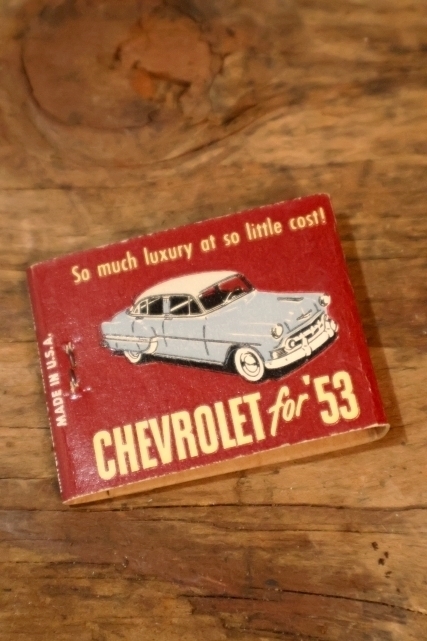 So much luxury at so little cost!
MADE IN U.S.A.
CHEVROLET for '53